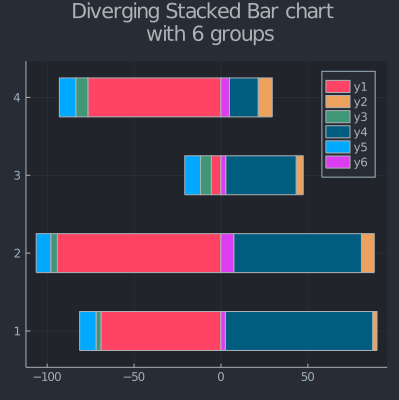 Diverging Stacked Bar chart
with 6 groups
4
3
2
1
−100
−50
0
50
y1
y2
y3
y4
y5
y6